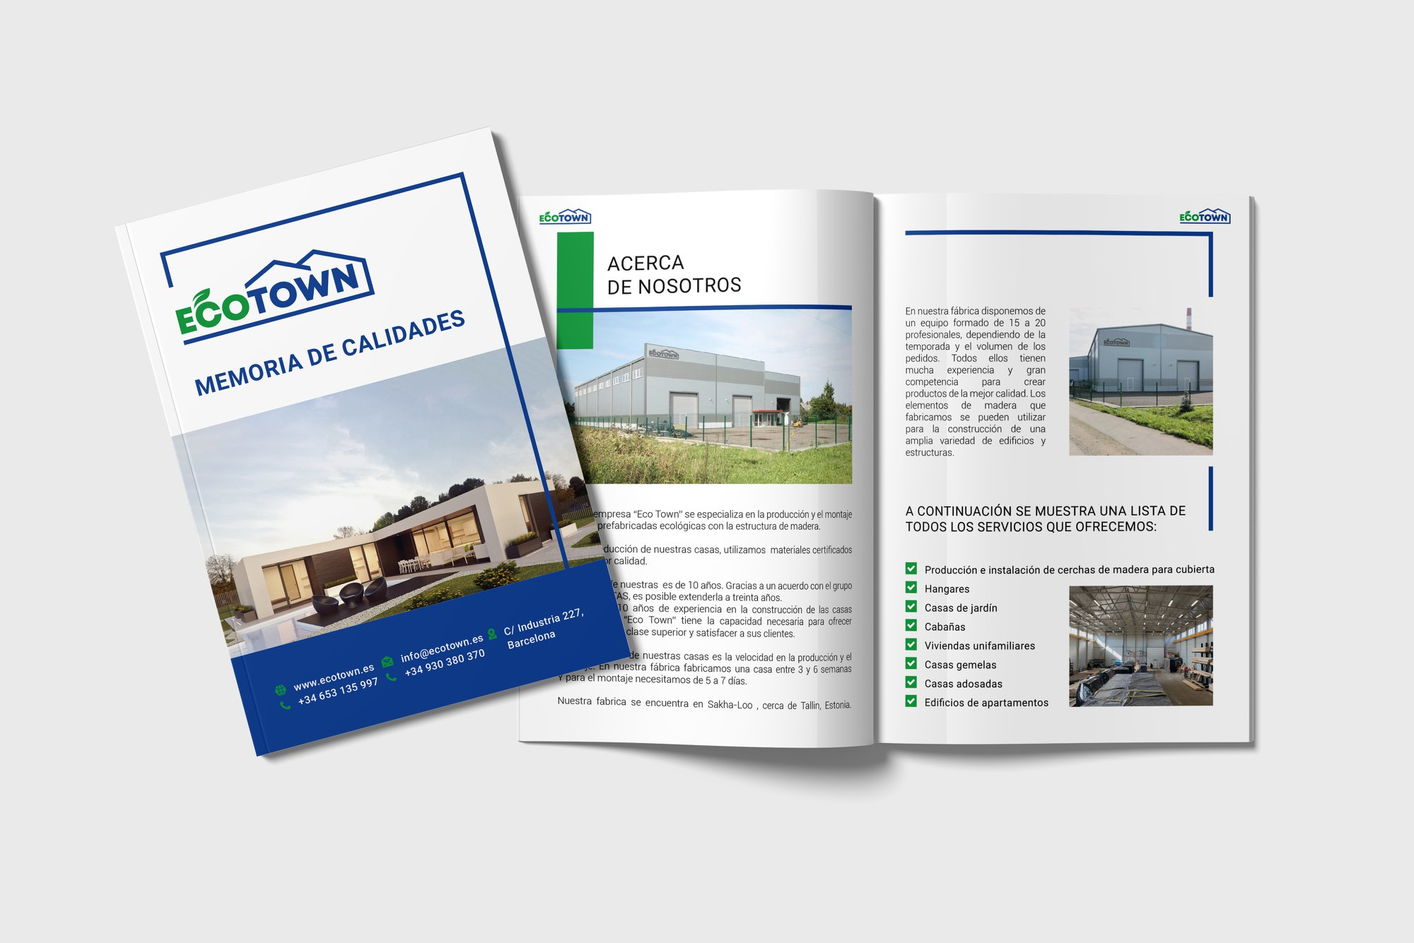 ECOTOWN
MEMORIA DE CALIDADES
www.ecotown.es
+34 653 135 997
info@ecotown.es
+34 930 380 370
C/ Industria 227,
Barcelona
ECOTOWN
ACERCA
DE NOSOTROS
ECOTOWN
empresa “Eco Town” se especializa en la producción y el montaje
prefabricadas ecológicas con la estructura de madera.
de nuestras casas, utilizamos materiales certificados
calidad.
nuestras es de 10 años. Gracias a un acuerdo con el grupo
es posible extenderla a treinta años.
10 años de experiencia en la construcción de las casas
“Eco Town” tiene la capacidad necesaria para ofrecer
clase superior y satisfacer a sus clientes.
de nuestras casas es la velocidad en la producción y el
En nuestra fábrica fabricamos una casa entre 3 y 6 semanas
Y para el montaje necesitamos de 5 a 7 días.
Nuestra fabrica se encuentra en Sakha-Loo , cerca de Tallin, Estonia.
ECOTOWN
En nuestra fábrica disponemos de
un equipo formado de 15 a 20
profesionales, dependiendo de la
temporada y el volumen de los
pedidos. Todos ellos tienen
mucha experiencia y gran
competencia para crear
productos de la mejor calidad. Los
elementos de madera que
fabricamos se pueden utilizar
para la construcción de una
amplia variedad de edificios y
estructuras.
ECOTOWN
A CONTINUACIÓN SE MUESTRA UNA LISTA DE
TODOS LOS SERVICIOS QUE OFRECEMOS:
Producción e instalación de cerchas de madera para cubierta
Hangares
Casas de jardín
Cabañas
Viviendas unifamiliares
Casas gemelas
Casas adosadas
Edificios de apartamentos